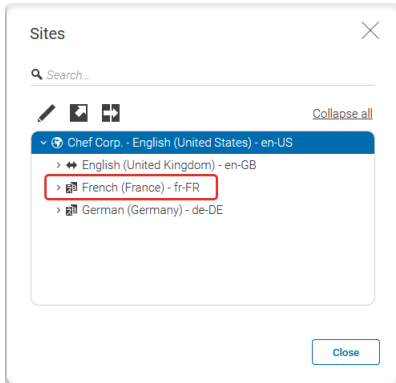 Sites
Search...
Collapse all
Chef Corp. - English (United States) - en-US
English (United Kingdom) - en-GB
French (France) - fr-FR
German (Germany) - de-DE
Close